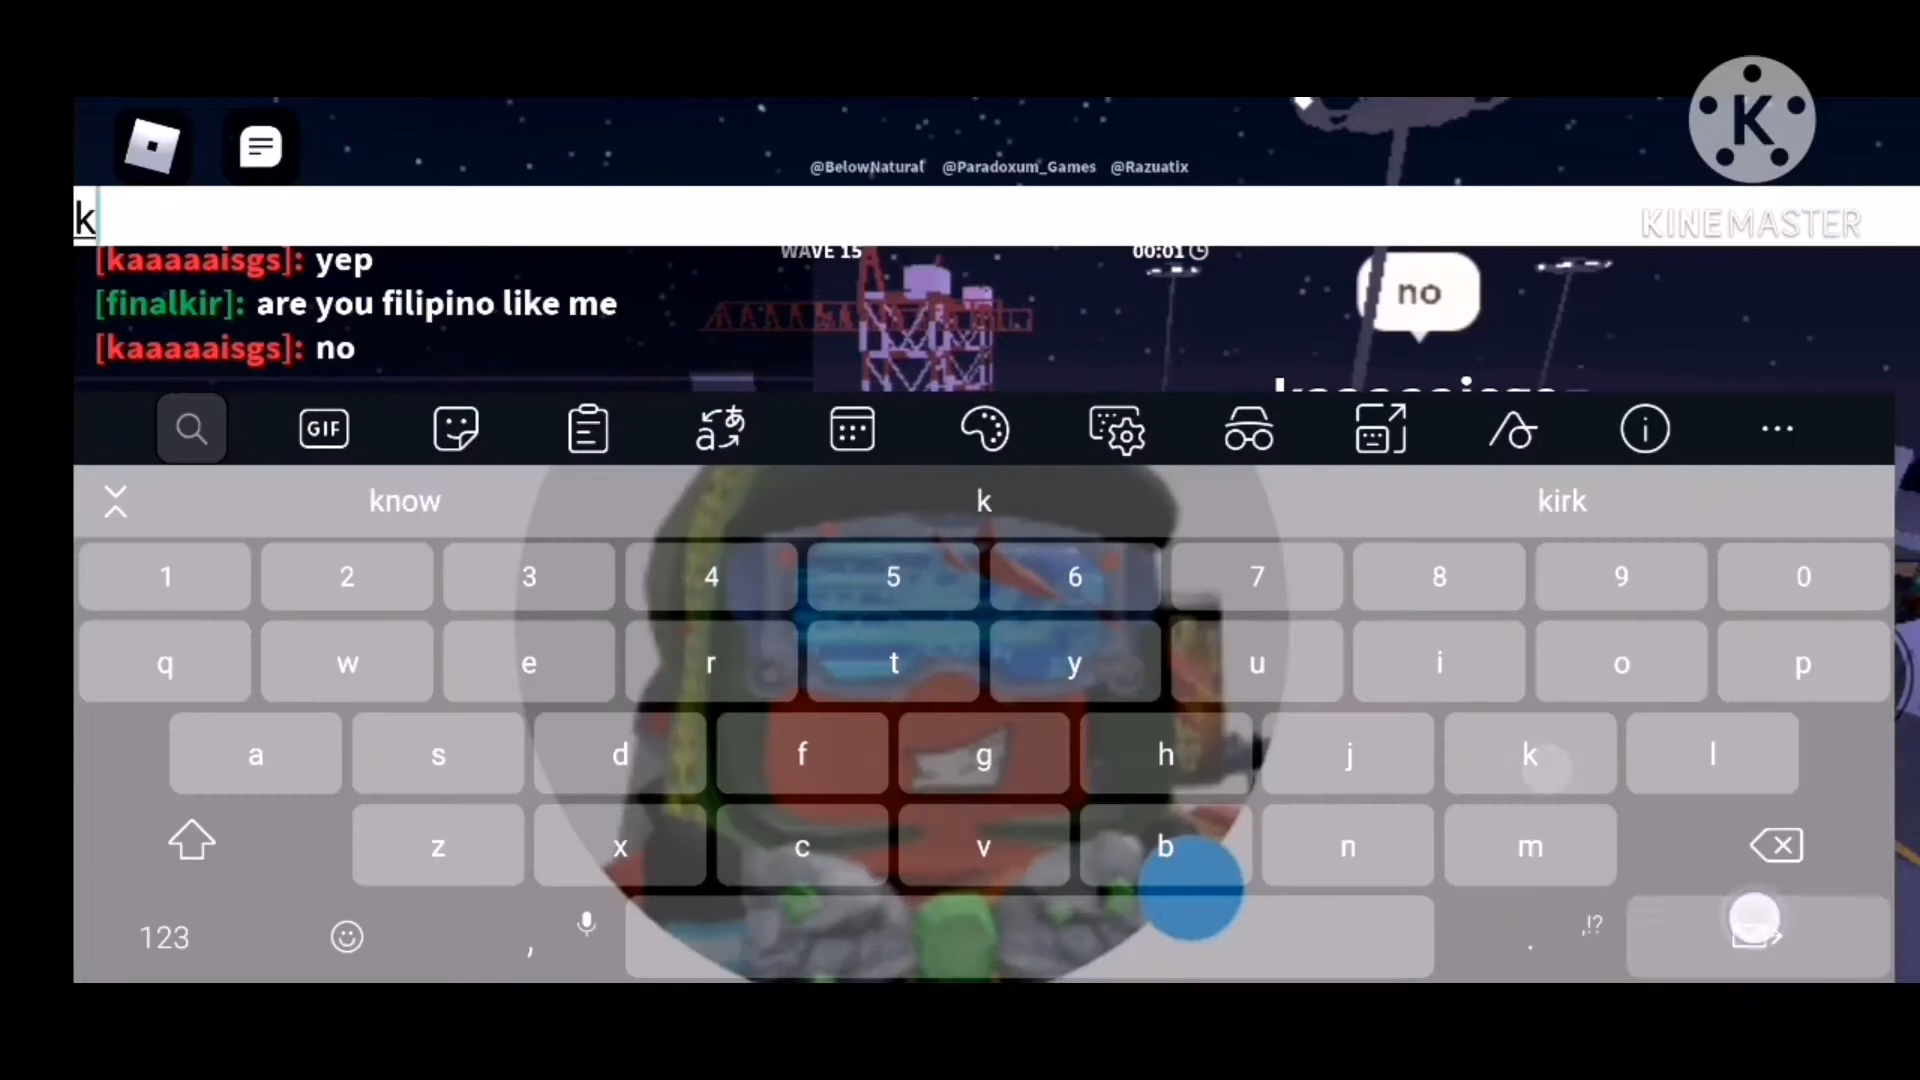 K
@BelowNatural @Paradoxum_Games @Razuatix
k
KINEMASTER
WAVE 15 00:01
[kaaaaaisgs]: yep
no
[finalkir]: are you filipino like me
[kaaaaaisgs]: no
kaaaaaisgs
GIF
know k kirk
1 2 3 4 5 6 7 8 9 0
q w e r t y u i o p
a s d f g h j k l
z x c v b n m
123 , . ,!?